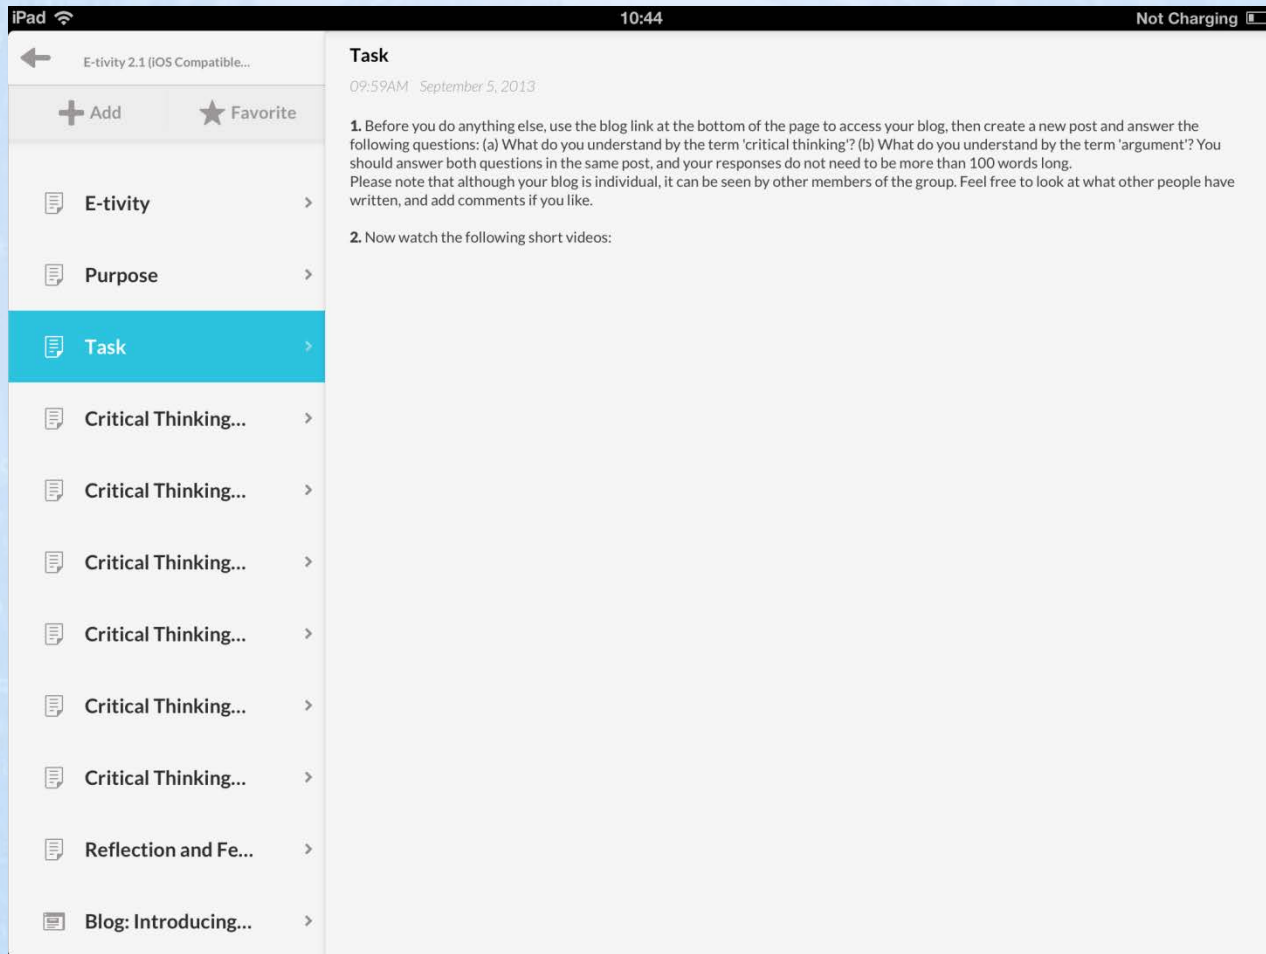 iPad
10:44
Not Charging
E-tivity 2.1 (iOS Compatible...
Add
Favorite
E-tivity
Purpose
Task
Critical Thinking...
Critical Thinking...
Critical Thinking...
Critical Thinking...
Critical Thinking...
Critical Thinking...
Reflection and Fe...
Blog: Introducing...
Task
09:59AM September 5, 2013
1. Before you do anything else, use the blog link at the bottom of the page to access your blog, then create a new post and answer the
following questions: (a) What do you understand by the term 'critical thinking'? (b) What do you understand by the term 'argument'? You
should answer both questions in the same post, and your responses do not need to be more than 100 words long.
Please note that although your blog is individual, it can be seen by other members of the group. Feel free to look at what other people have
written, and add comments if you like.
2. Now watch the following short videos: